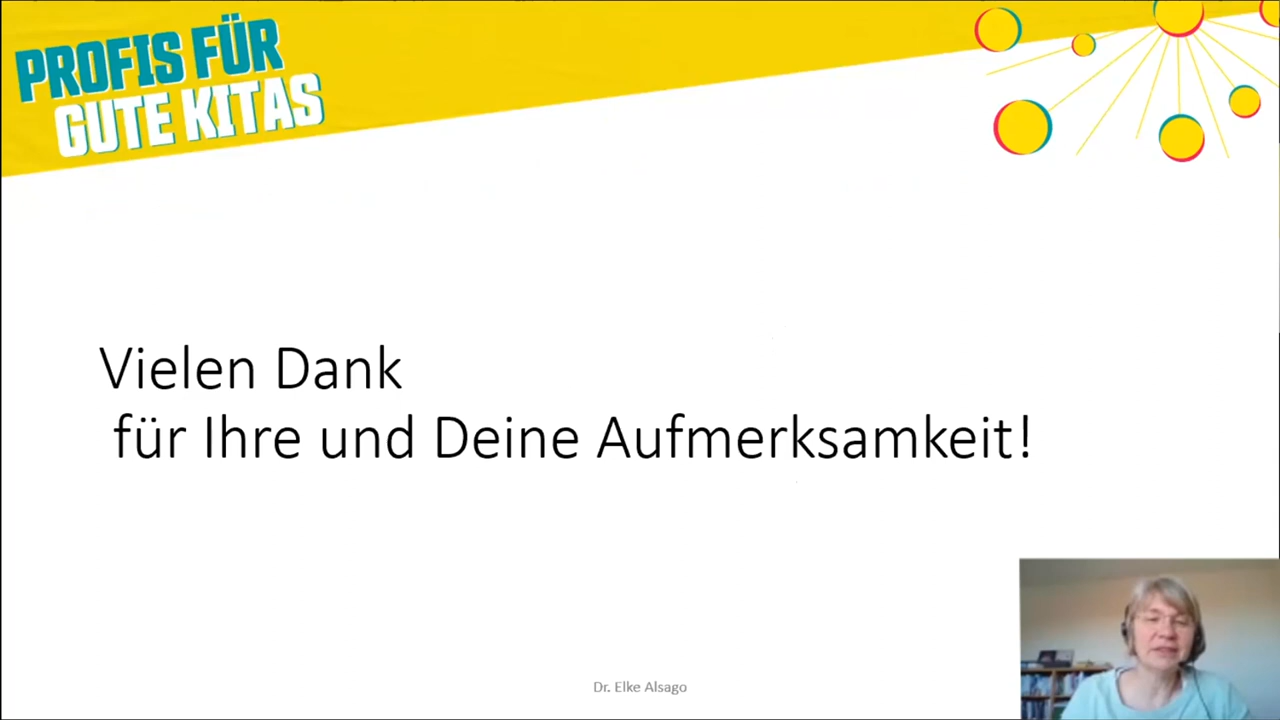 PROFIS FÜR
GUTE KITAS
Vielen Dank
für Ihre und Deine Aufmerksamkeit!
Dr. Elke Alsago